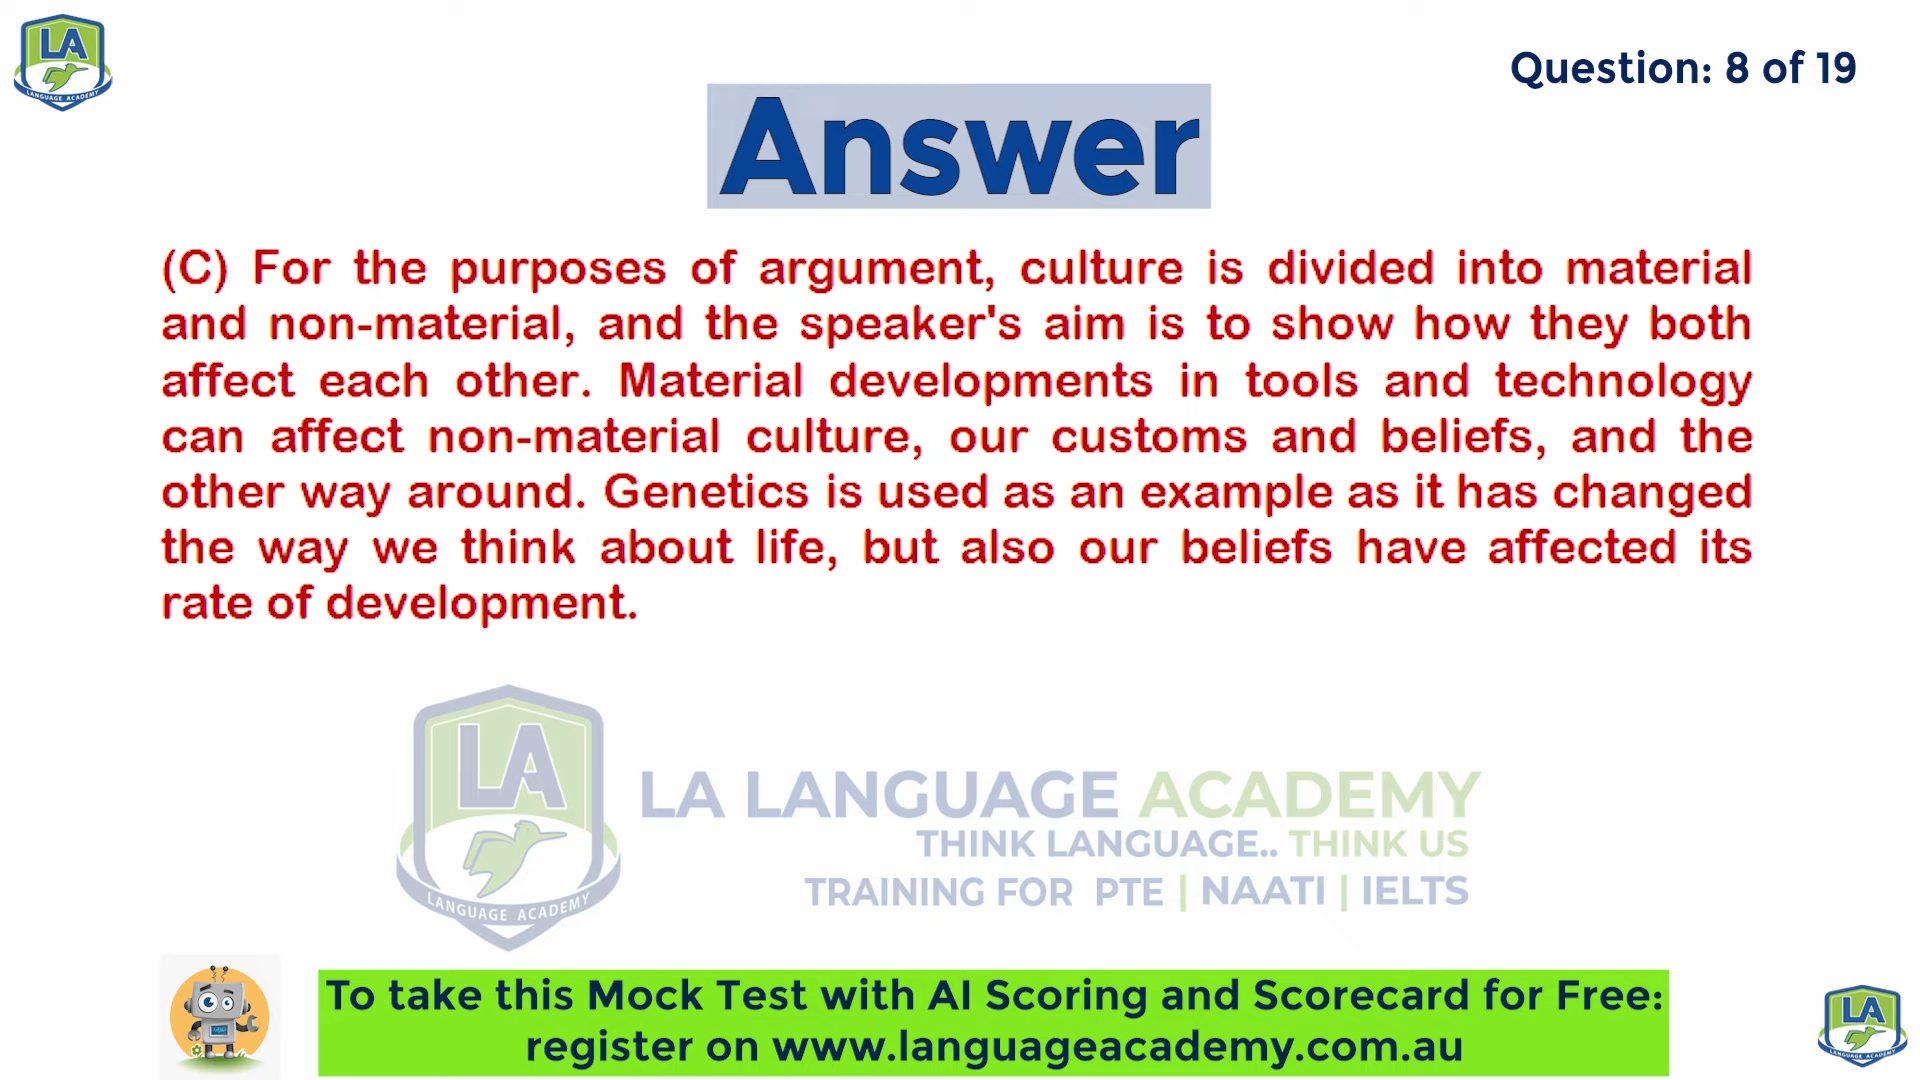 LA
LANGUAGE ACADEMY
Question: 8 of 19
Answer
(C) For the purposes of argument, culture is divided into material
and non-material, and the speaker's aim is to show how they both
affect each other. Material developments in tools and technology
can affect non-material culture, our customs and beliefs, and the
other way around. Genetics is used as an example as it has changed
the way we think about life, but also our beliefs have affected its
rate of development.
LA
LANGUAGE ACADEMY
LA LANGUAGE ACADEMY
THINK LANGUAGE.. THINK US
TRAINING FOR PTE | NAATI | IELTS
To take this Mock Test with AI Scoring and Scorecard for Free:
register on www.languageacademy.com.au
LA
LANGUAGE ACADEMY